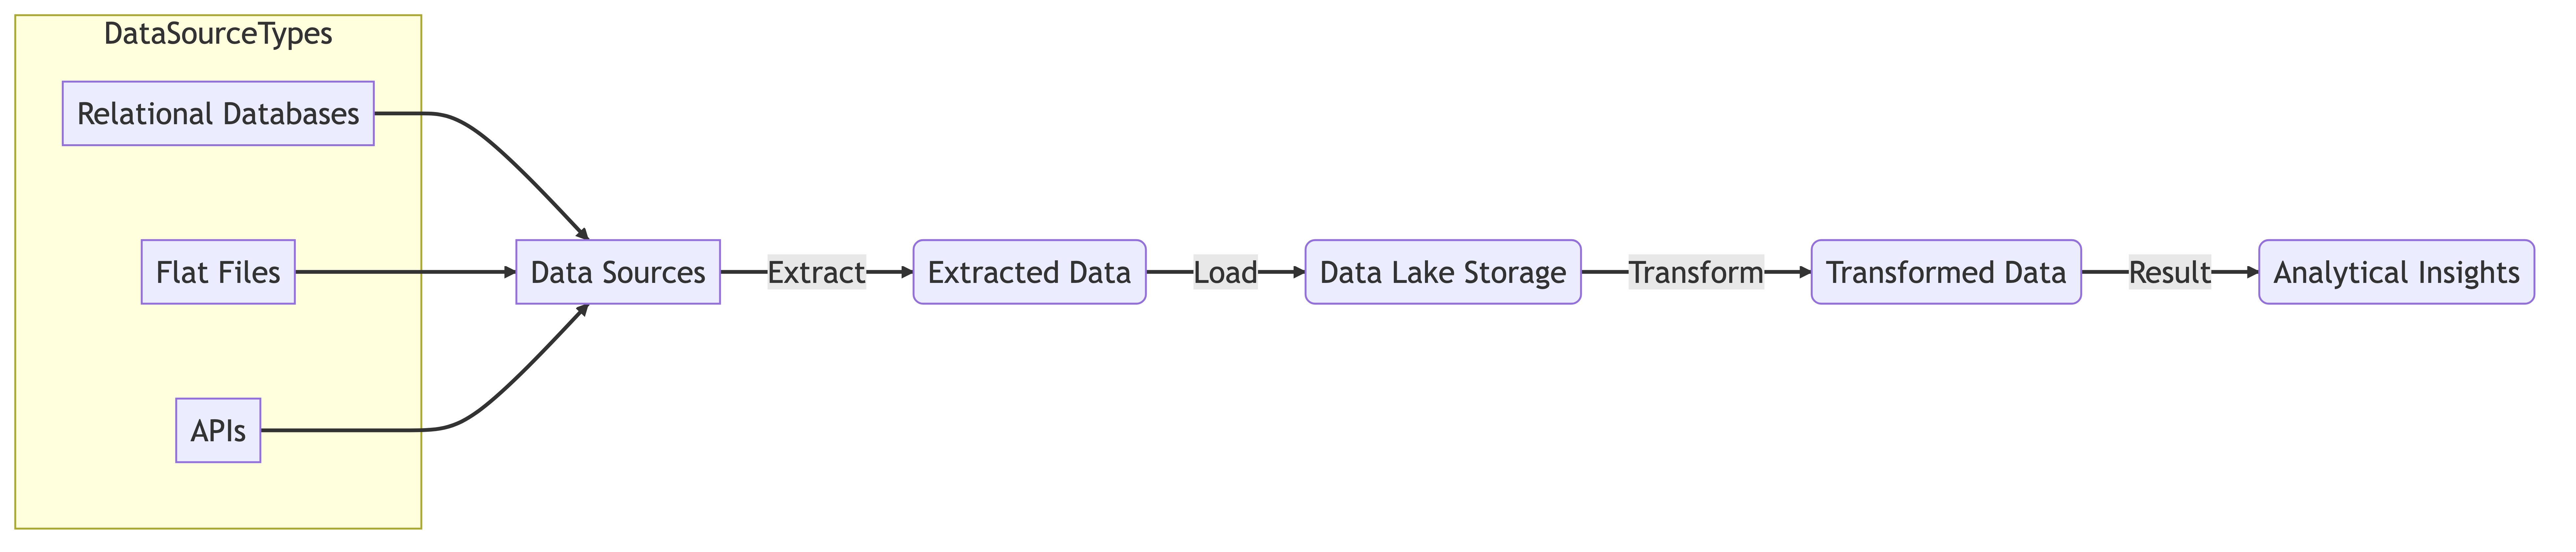 DataSourceTypes
Relational Databases
Flat Files
APIs
Data Sources
Extract
Extracted Data
Load
Data Lake Storage
Transform
Transformed Data
Result
Analytical Insights